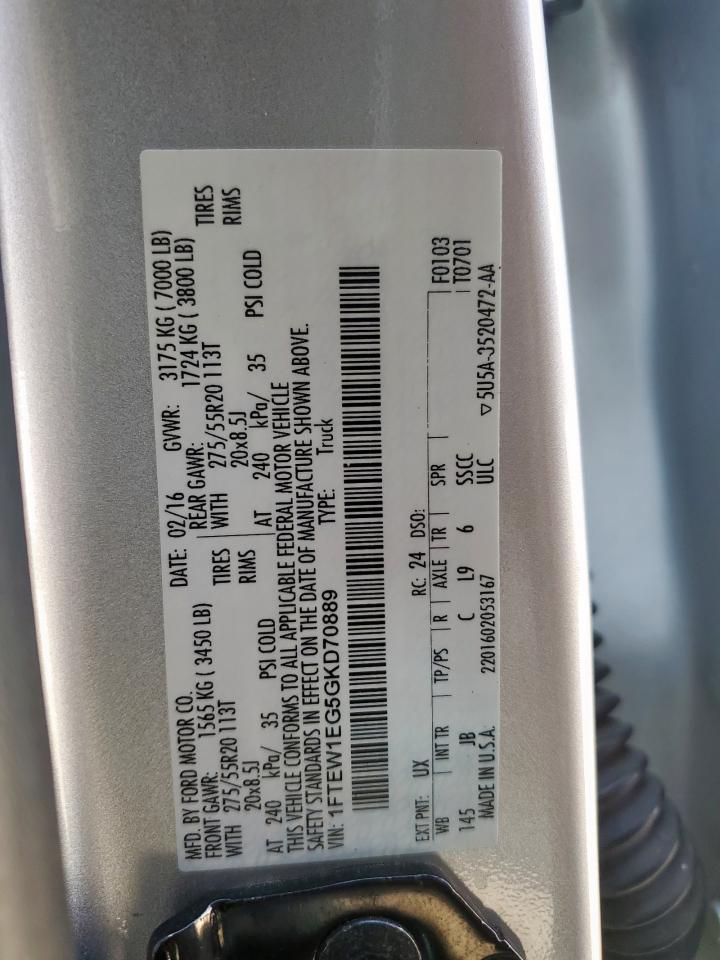 MFD. BY FORD MOTOR CO.
DATE: 02/16 GVWR: 3175 KG ( 7000 LB)
FRONT GAWR: 1565 KG ( 3450 LB) REAR GAWR: 1724 KG ( 3800 LB)
WITH 275/55R20 113T TIRES WITH 275/55R20 113T TIRES
20x8.5J RIMS 20x8.5J RIMS
AT 240 kPa/ 35 PSI COLD AT 240 kPa/ 35 PSI COLD
THIS VEHICLE CONFORMS TO ALL APPLICABLE FEDERAL MOTOR VEHICLE
SAFETY STANDARDS IN EFFECT ON THE DATE OF MANUFACTURE SHOWN ABOVE.
VIN: 1FTEW1EG5GKD70889 TYPE: Truck
F0103
EXT PNT: UX RC: 24 DSO: T0701
WB INT TR TP/PS R AXLE TR SPR
145 JB C L9 6 SSCC
MADE IN U.S.A. 2201602053167 ULC ▽5U5A-3520472-AA